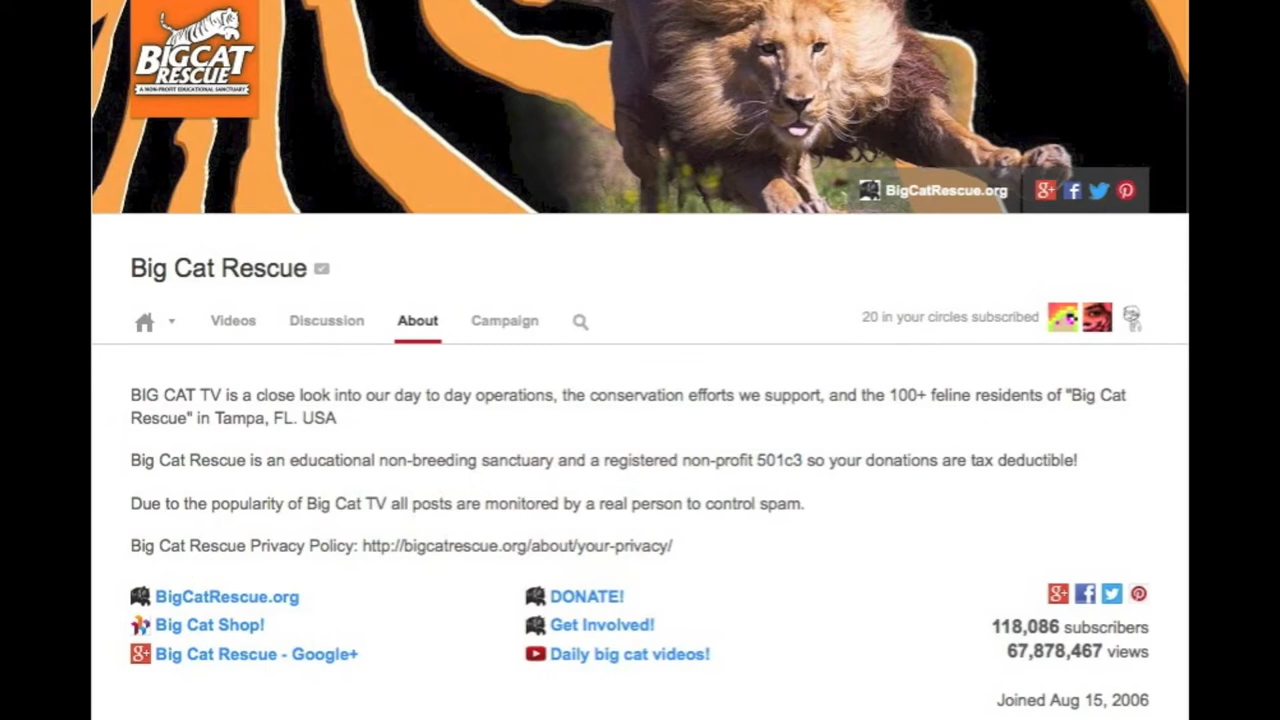 BIGCAT
RESCUE
A NON-PROFIT EDUCATIONAL SANCTUARY
BigCatRescue.org
Big Cat Rescue
Videos Discussion About Campaign
20 in your circles subscribed
BIG CAT TV is a close look into our day to day operations, the conservation efforts we support, and the 100+ feline residents of "Big Cat
Rescue" in Tampa, FL. USA
Big Cat Rescue is an educational non-breeding sanctuary and a registered non-profit 501c3 so your donations are tax deductible!
Due to the popularity of Big Cat TV all posts are monitored by a real person to control spam.
Big Cat Rescue Privacy Policy: http://bigcatrescue.org/about/your-privacy/
BigCatRescue.org
Big Cat Shop!
Big Cat Rescue - Google+
DONATE!
Get Involved!
Daily big cat videos!
118,086 subscribers
67,878,467 views
Joined Aug 15, 2006